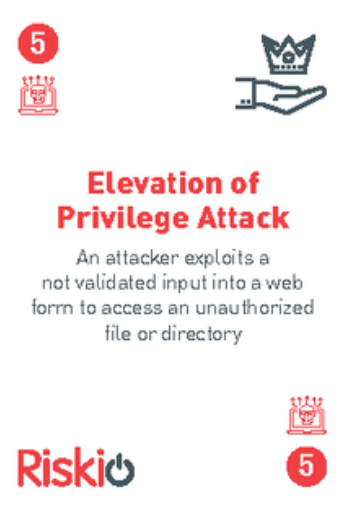 5
Elevation of
Privilege Attack
An attacker exploits a
not validated input into a web
form to access an unauthorized
file or directory
Riskio
5